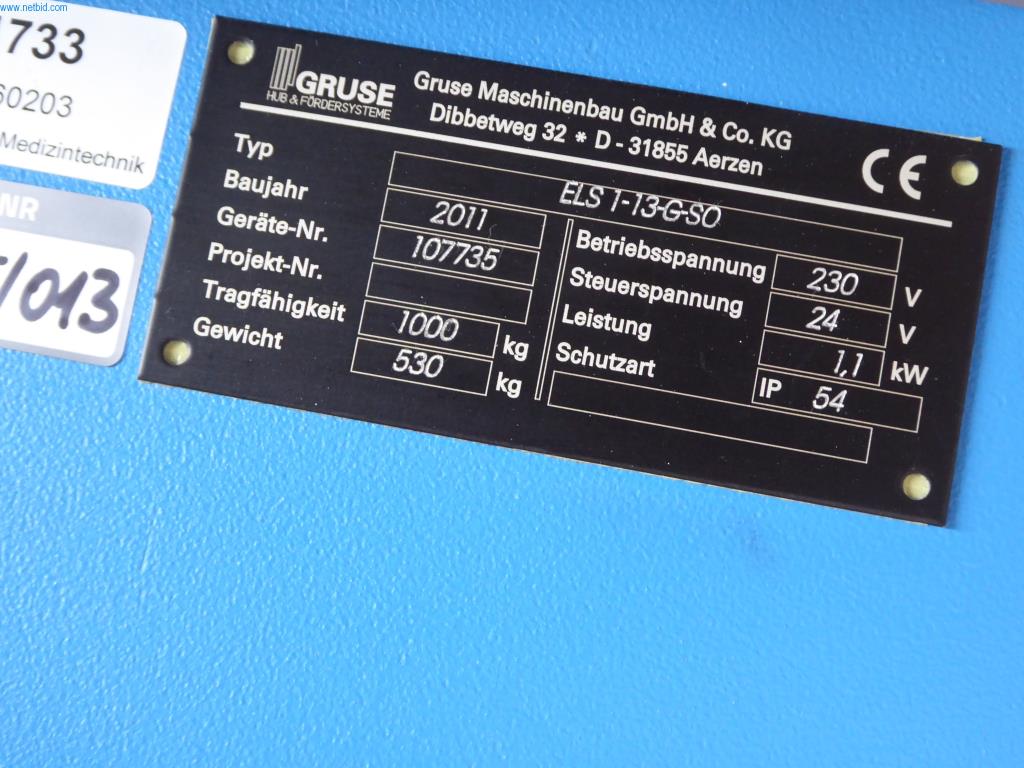 www.netbid.com
1733
60203
Medizintechnik
NR
/013
GRUSE
HUB & FÖRDERSYSTEME
Gruse Maschinenbau GmbH & Co. KG
Dibbetweg 32 * D - 31855 Aerzen
CE
Typ ELS 1-13-G-SO
Baujahr 2011
Geräte-Nr. 107735
Projekt-Nr.
Tragfähigkeit 1000 kg
Gewicht 530 kg
Betriebsspannung 230 V
Steuerspannung 24 V
Leistung 1,1 kW
Schutzart IP 54